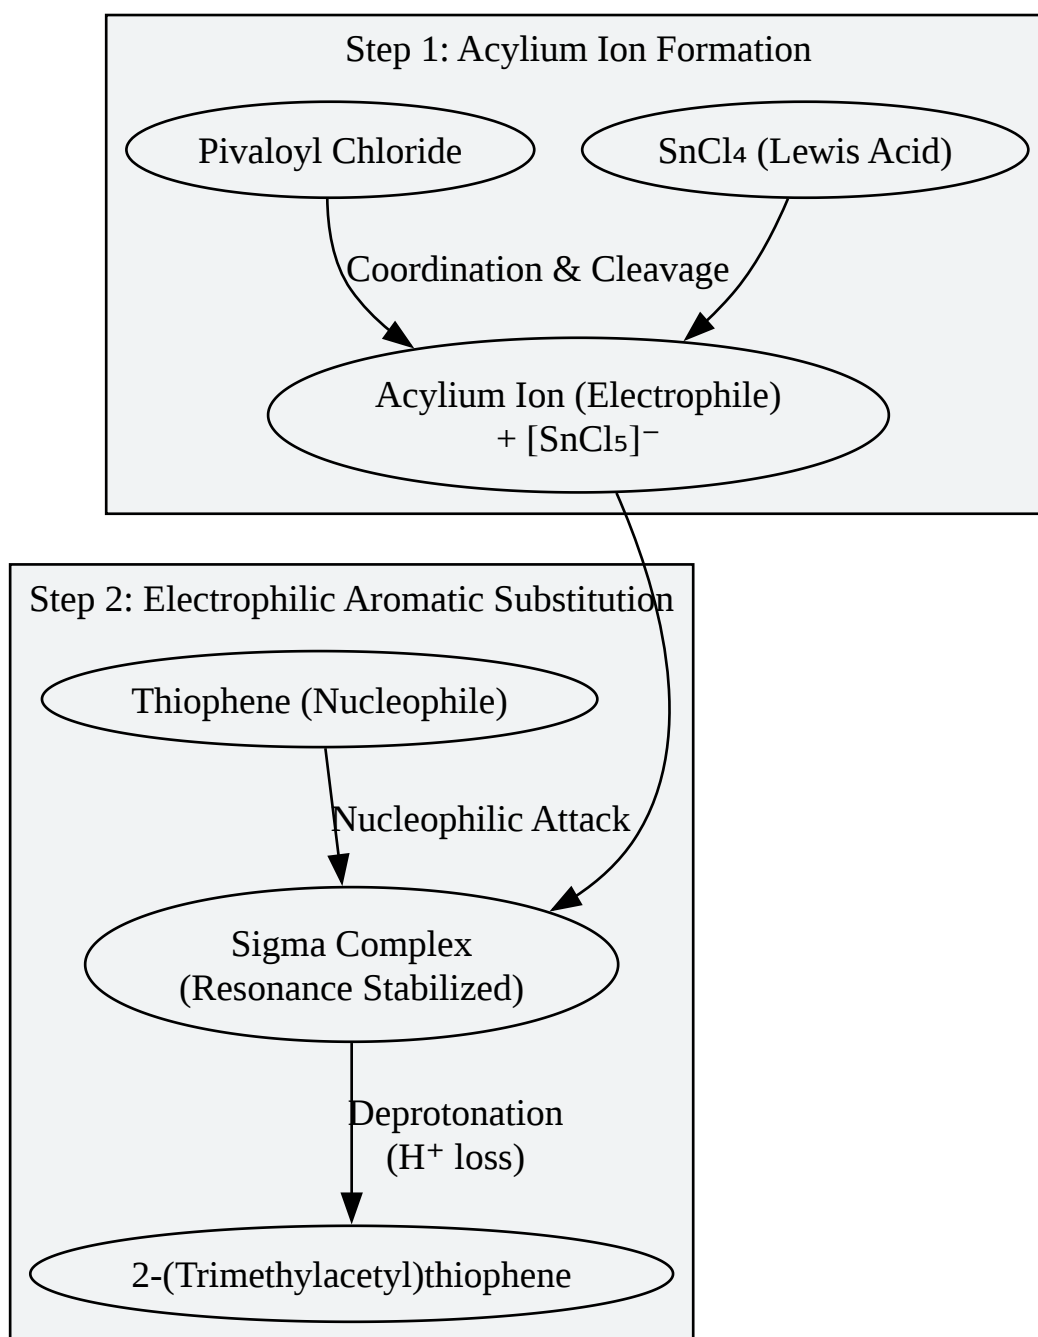 Step 1: Acylium Ion Formation
Pivaloyl Chloride
SnCl₄ (Lewis Acid)
Coordination & Cleavage
Acylium Ion (Electrophile)
+ [SnCl₅]⁻
Step 2: Electrophilic Aromatic Substitution
Thiophene (Nucleophile)
Nucleophilic Attack
Sigma Complex
(Resonance Stabilized)
Deprotonation
(H⁺ loss)
2-(Trimethylacetyl)thiophene